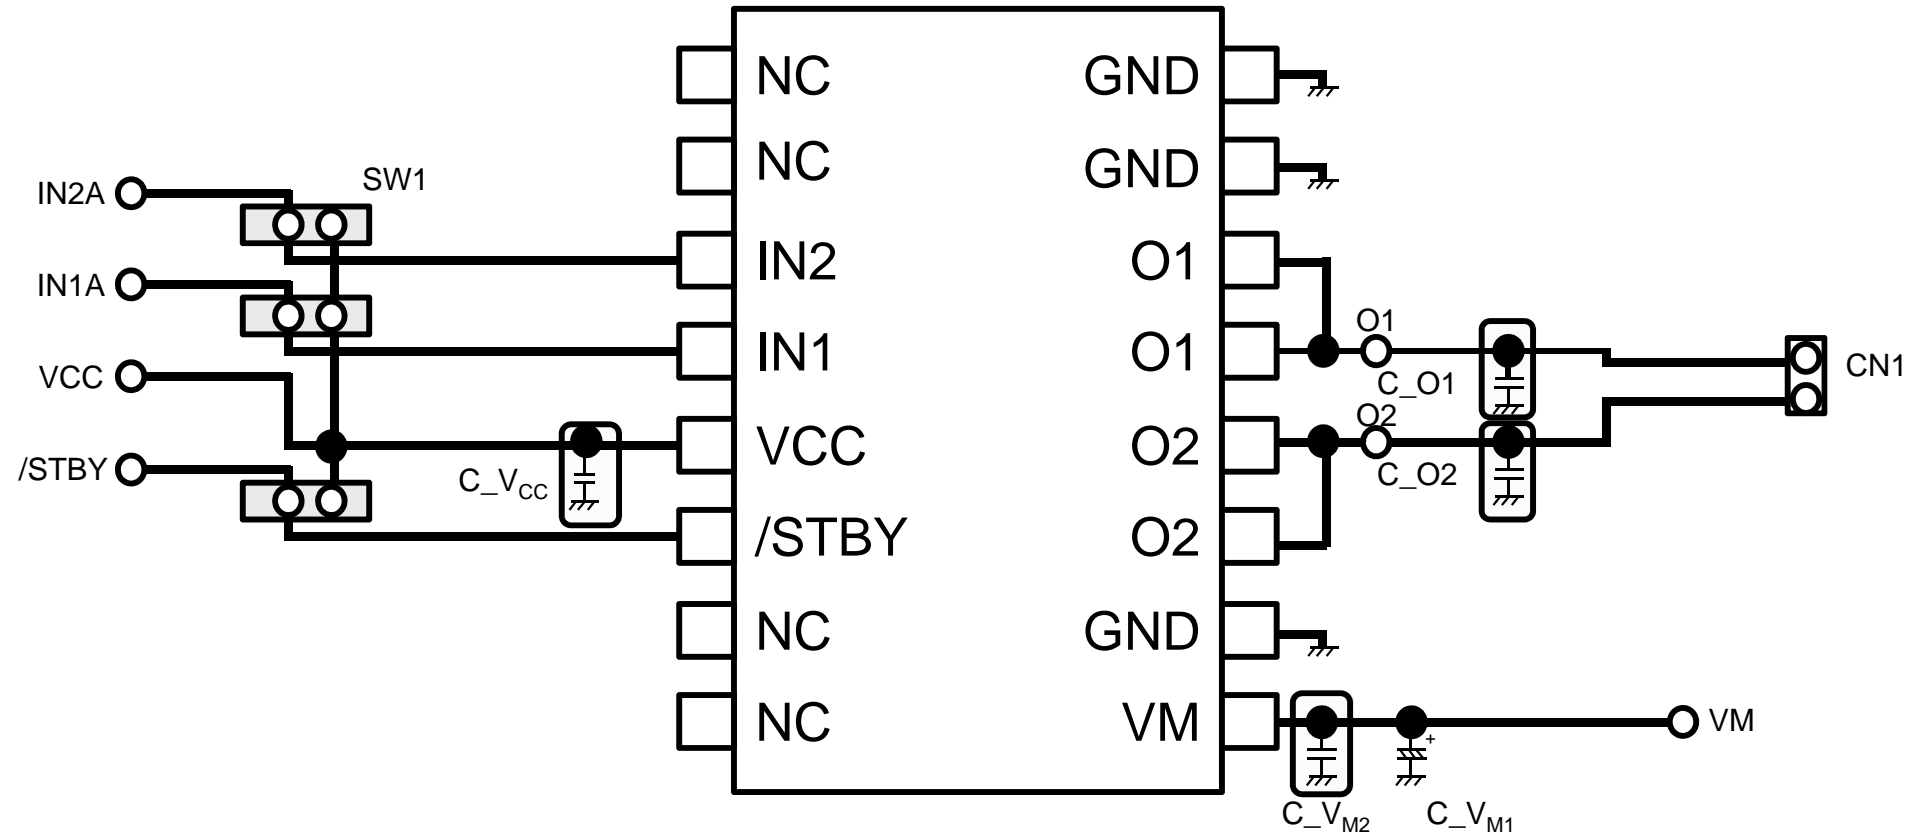 NC GND
NC GND
SW1
IN2A
IN2 O1
IN1A
O1
IN1 O1
CN1
VCC
C_O1
O2
VCC O2
/STBY
C_VCC
C_O2
/STBY O2
NC GND
NC VM
VM
+
C_VM2 C_VM1